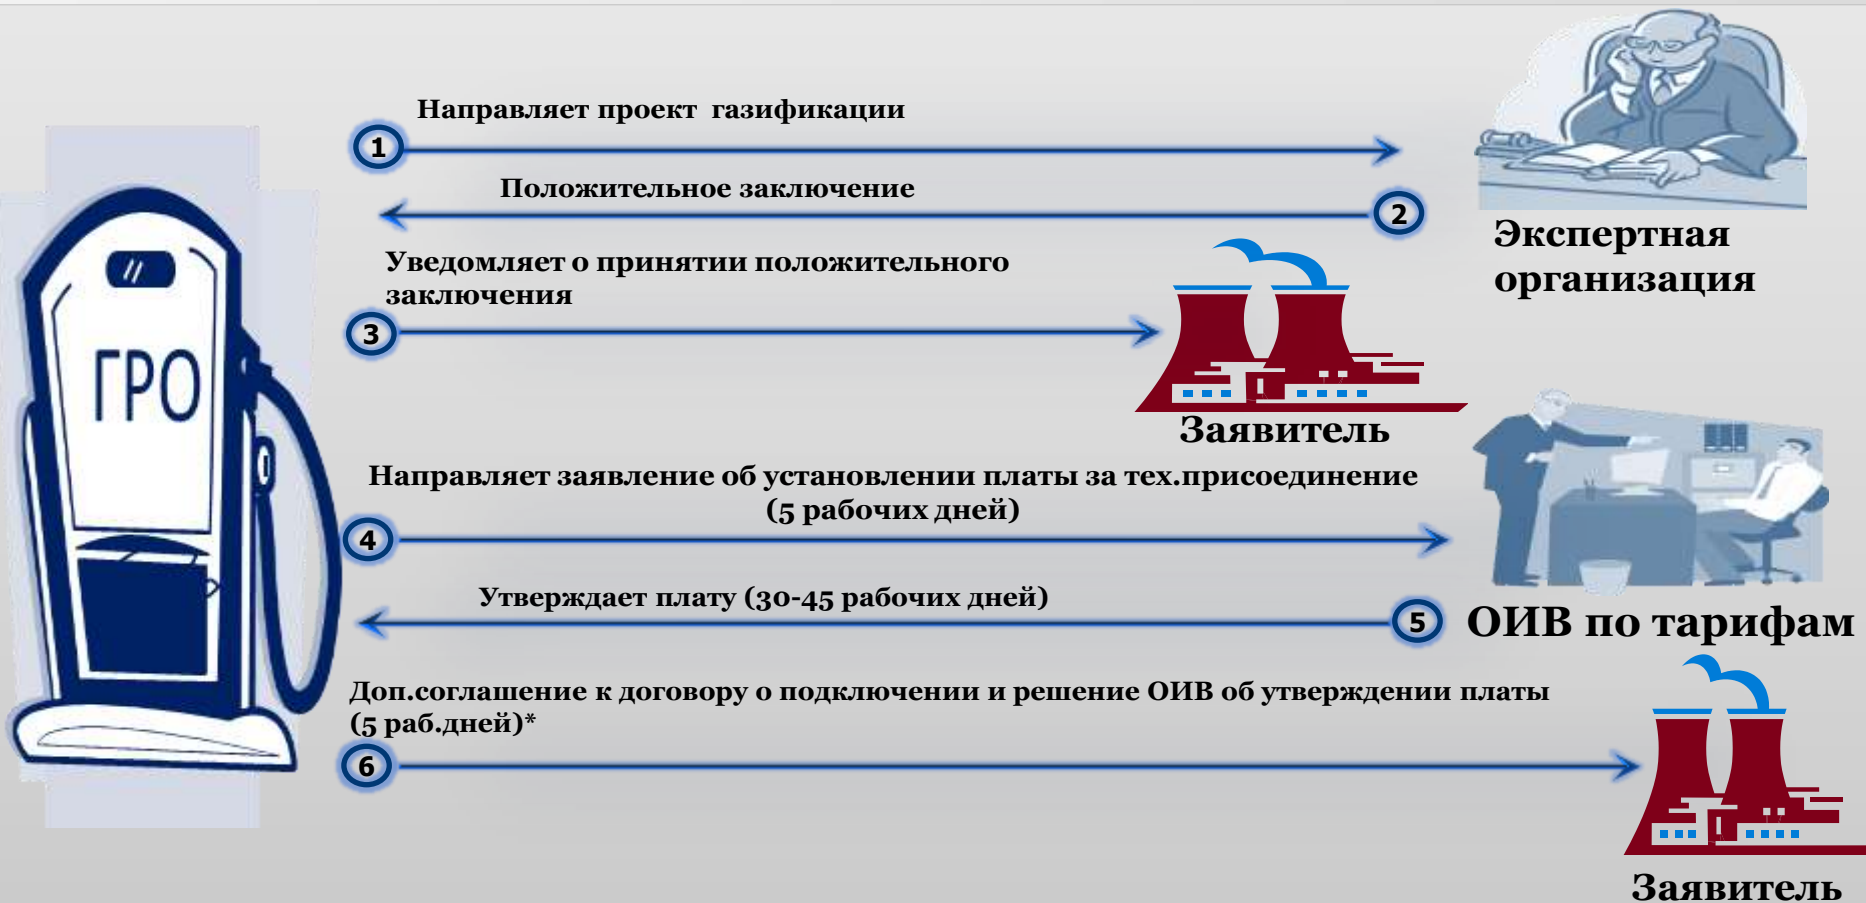 Направляет проект газификации
1
Положительное заключение
2
Экспертная
организация
Уведомляет о принятии положительного
заключения
3
ГРО
Заявитель
Направляет заявление об установлении платы за тех.присоединение
(5 рабочих дней)
4
Утверждает плату (30-45 рабочих дней)
5
ОИВ по тарифам
Доп.соглашение к договору о подключении и решение ОИВ об утверждении платы
(5 раб.дней)*
6
Заявитель